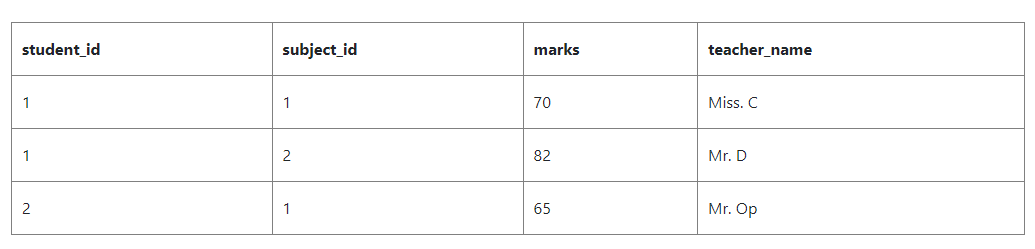 student_id subject_id marks teacher_name
1 1 70 Miss. C
1 2 82 Mr. D
2 1 65 Mr. Op